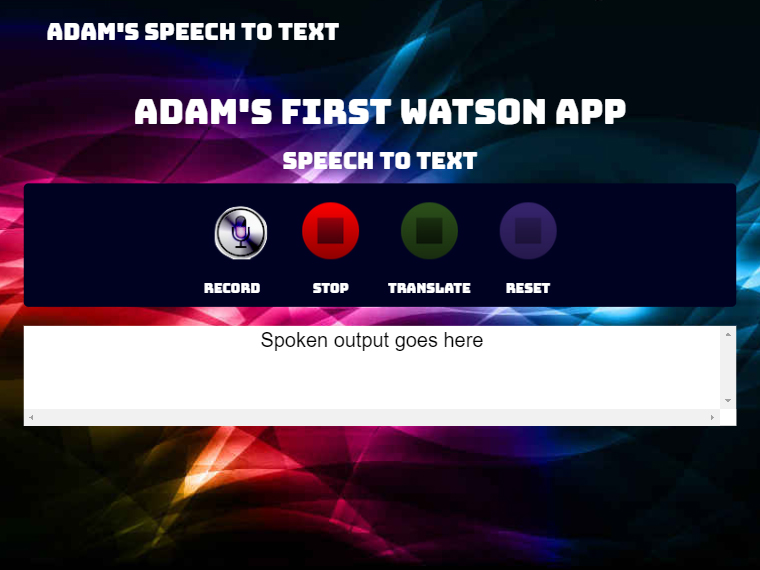 ADAM'S SPEECH TO TEXT
ADAM'S FIRST WATSON APP
SPEECH TO TEXT
RECORD STOP TRANSLATE RESET
Spoken output goes here